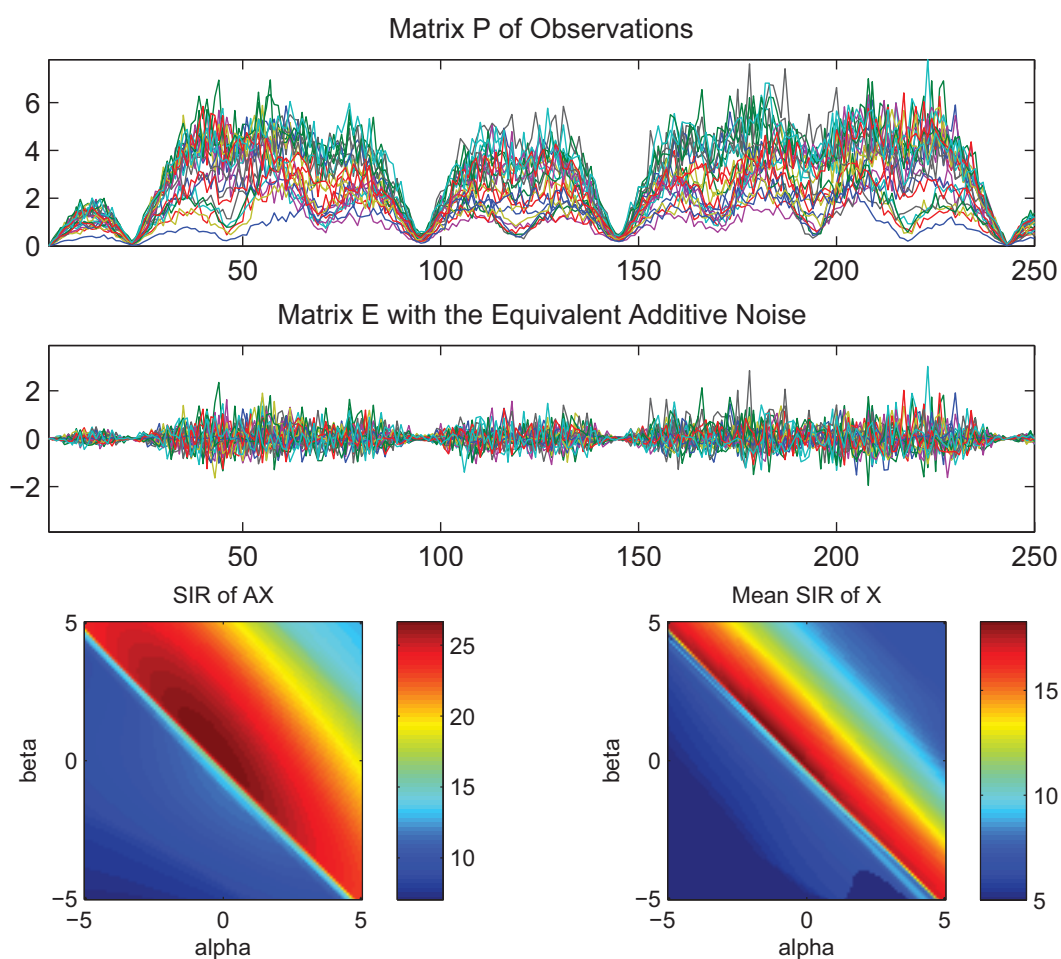 Matrix P of Observations
6
4
2
0
50 100 150 200 250
Matrix E with the Equivalent Additive Noise
2
0
−2
50 100 150 200 250
SIR of AX
5
0
−5
beta
−5 0 5
alpha
25
20
15
10
Mean SIR of X
5
0
−5
beta
−5 0 5
alpha
15
10
5